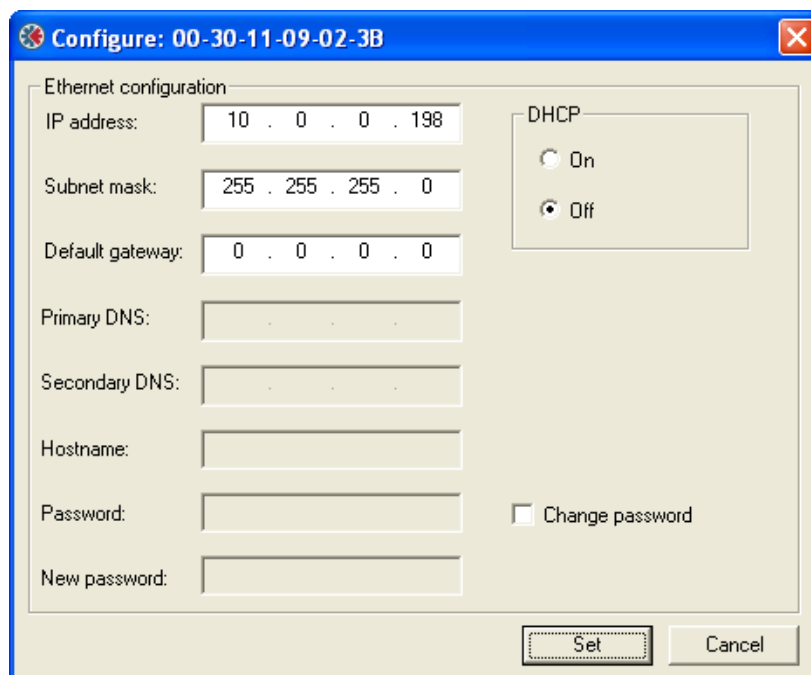 Configure: 00-30-11-09-02-3B
Ethernet configuration
IP address: 10 . 0 . 0 . 198
DHCP
On
Subnet mask: 255 . 255 . 255 . 0
Off
Default gateway: 0 . 0 . 0 . 0
Primary DNS: . . .
Secondary DNS: . . .
Hostname:
Password:
Change password
New password:
Set Cancel